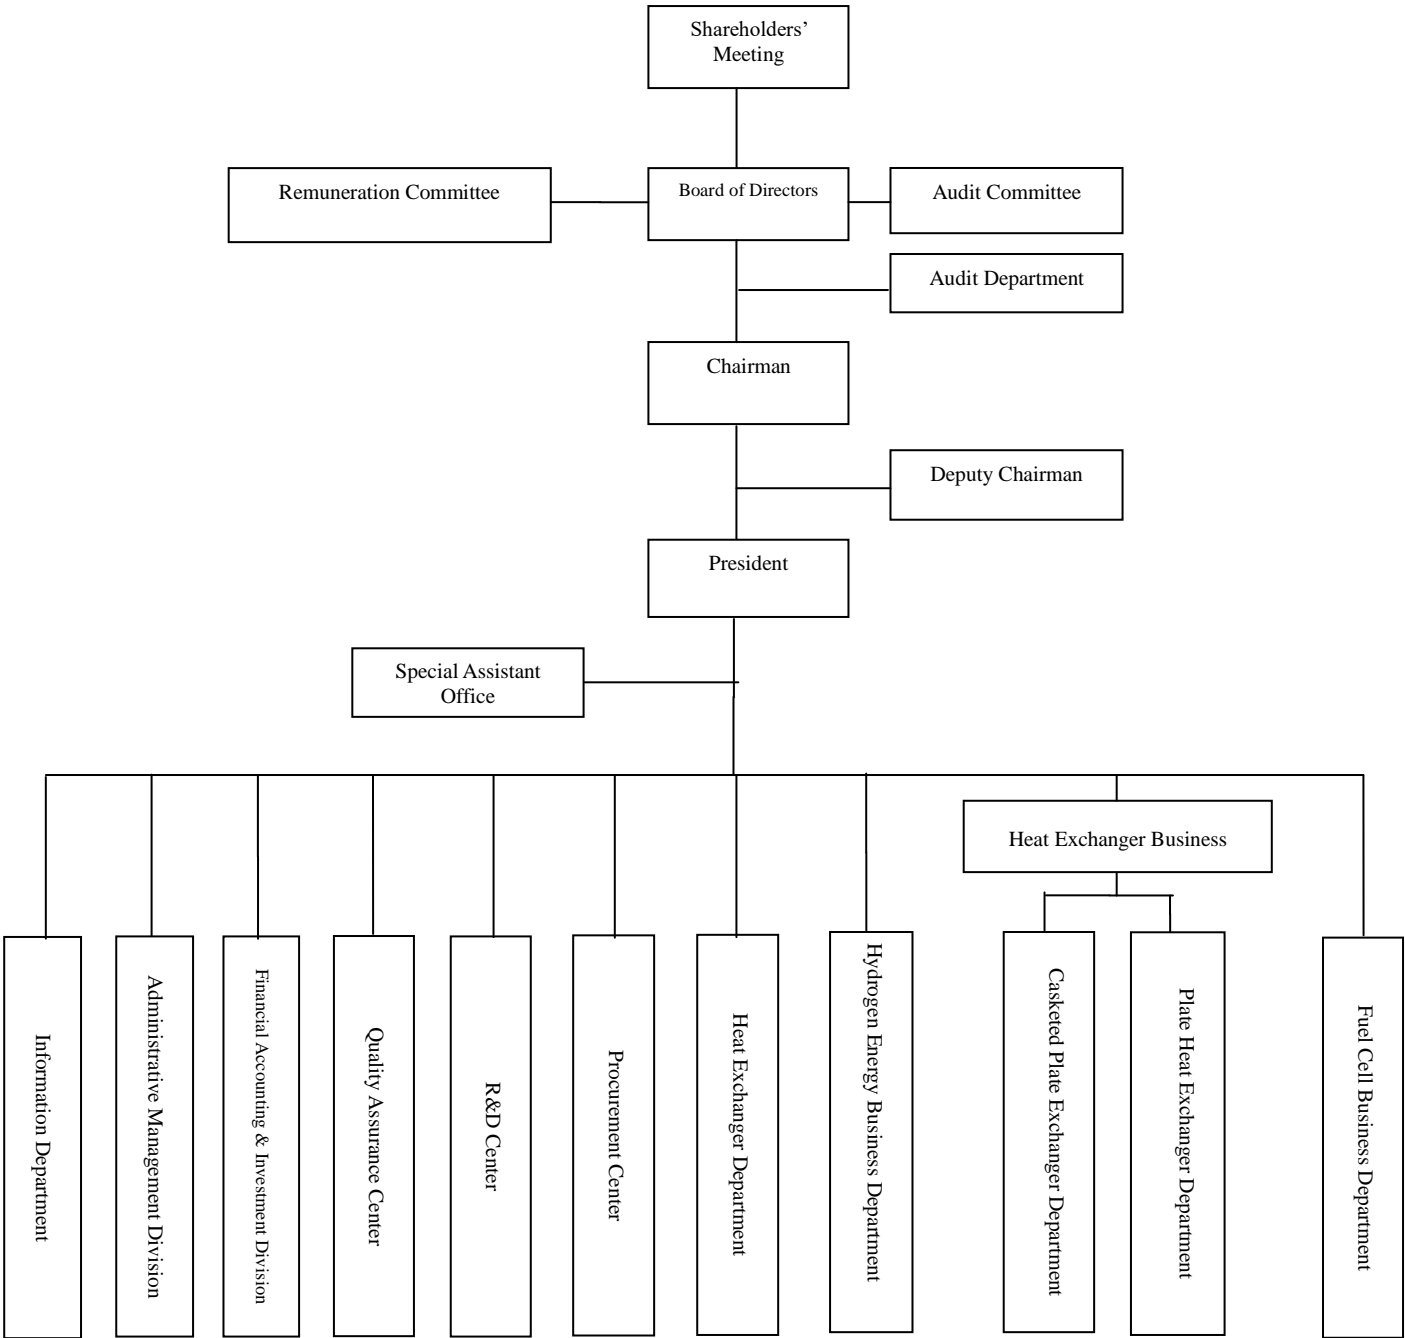 Shareholders’
Meeting
Remuneration Committee
Board of Directors
Audit Committee
Audit Department
Chairman
Deputy Chairman
President
Special Assistant
Office
Heat Exchanger Business
Information Department
Administrative Management Division
Financial Accounting & Investment Division
Quality Assurance Center
R&D Center
Procurement Center
Heat Exchanger Department
Hydrogen Energy Business Department
Casketed Plate Exchanger Department
Plate Heat Exchanger Department
Fuel Cell Business Department